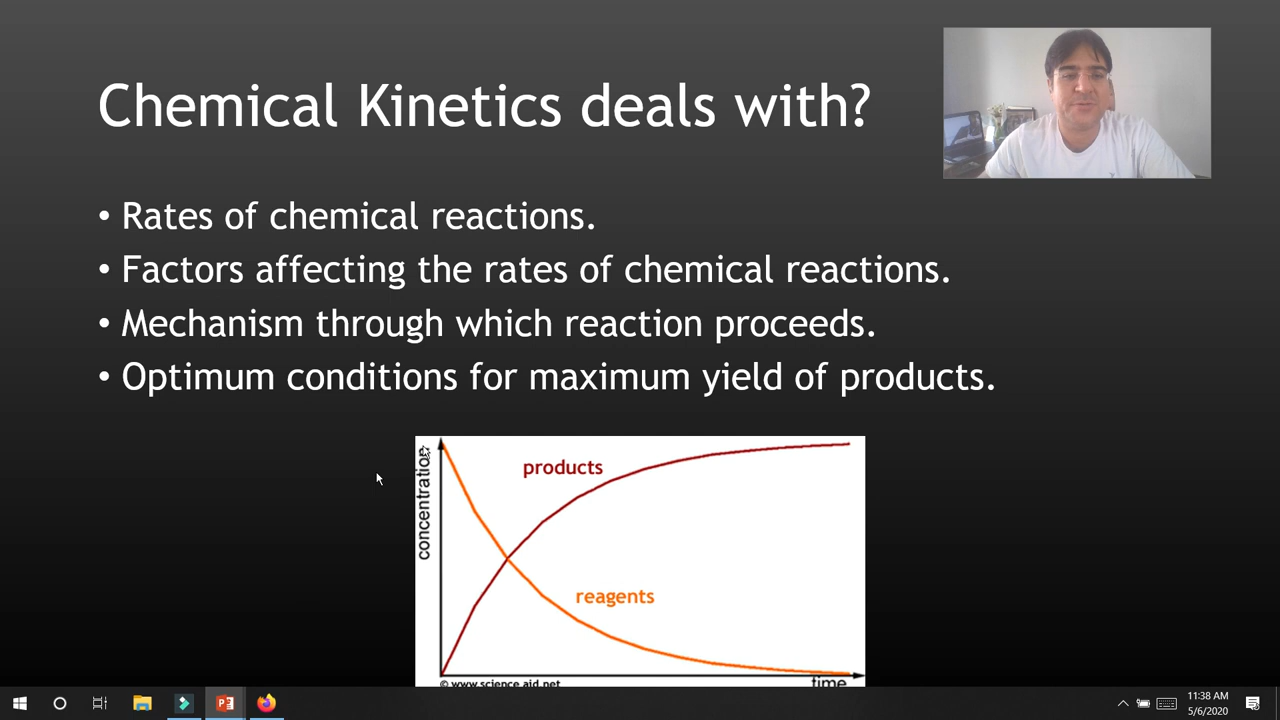 Chemical Kinetics deals with?
• Rates of chemical reactions.
• Factors affecting the rates of chemical reactions.
• Mechanism through which reaction proceeds.
• Optimum conditions for maximum yield of products.
concentration
products
reagents
time
© www.science aid.net
11:38 AM
5/6/2020